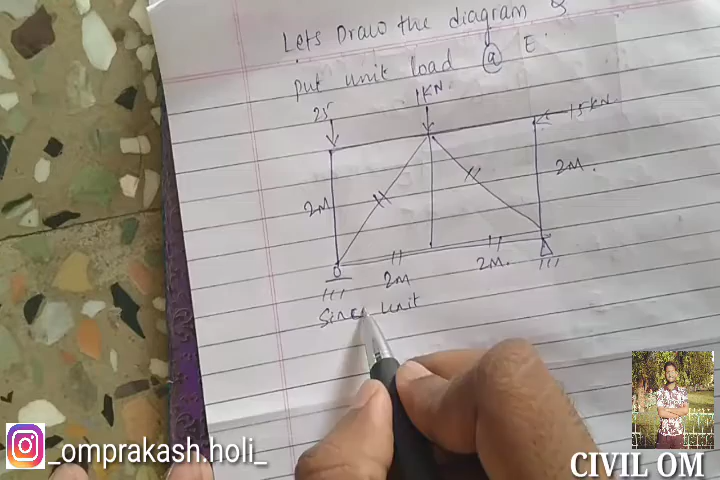 Lets Draw the diagram &
put unit load @ E.
25
1KN.
15KN.
2M
2M.
2M
2M.
Since unit
_omprakash.holi_
CIVIL OM